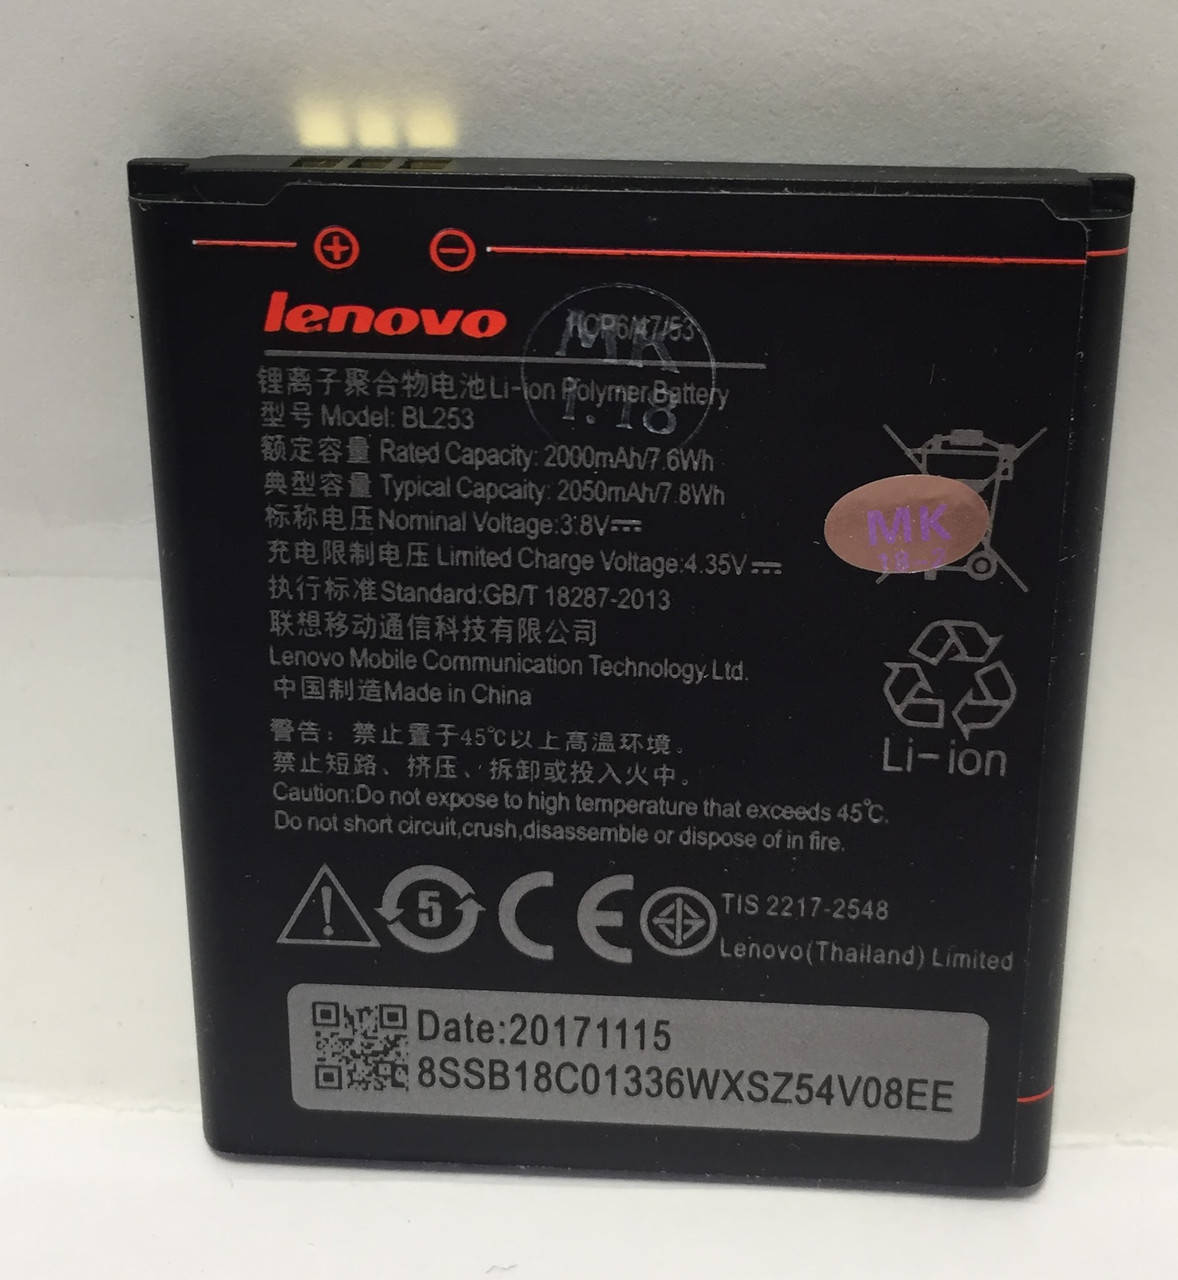 lenovo
MK
1.18
锂离子聚合物电池Li-ion Polymer Battery
型号 Model: BL253
额定容量 Rated Capacity: 2000mAh/7.6Wh
典型容量 Typical Capcaity: 2050mAh/7.8Wh
标称电压Nominal Voltage:3.8V⎓
充电限制电压 Limited Charge Voltage:4.35V⎓
MK
执行标准Standard:GB/T 18287-2013
联想移动通信科技有限公司
Lenovo Mobile Communication Technology Ltd.
中国制造Made in China
Li-ion
警告：禁止置于45℃以上高温环境。
禁止短路、挤压、拆卸或投入火中。
Caution:Do not expose to high temperature that exceeds 45℃.
Do not short circuit,crush,disassemble or dispose of in fire.
5 CE TIS 2217-2548
Lenovo(Thailand) Limited
Date:20171115
8SSB18C01336WXSZ54V08EE